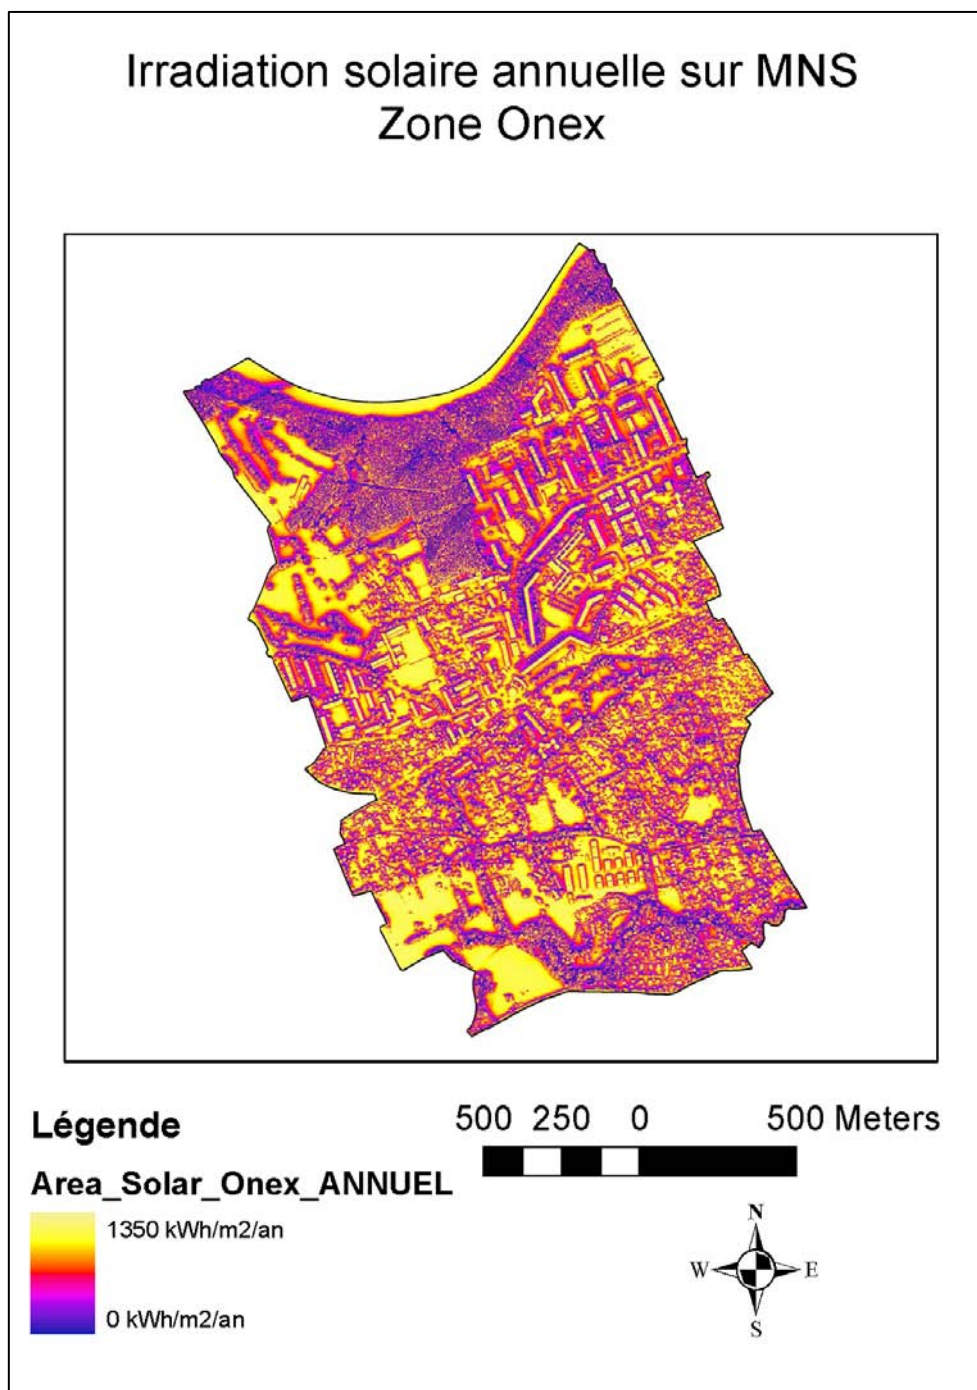 Irradiation solaire annuelle sur MNS
Zone Onex
Légende
500 250 0 500 Meters
Area_Solar_Onex_ANNUEL
1350 kWh/m2/an
0 kWh/m2/an
N
W E
S